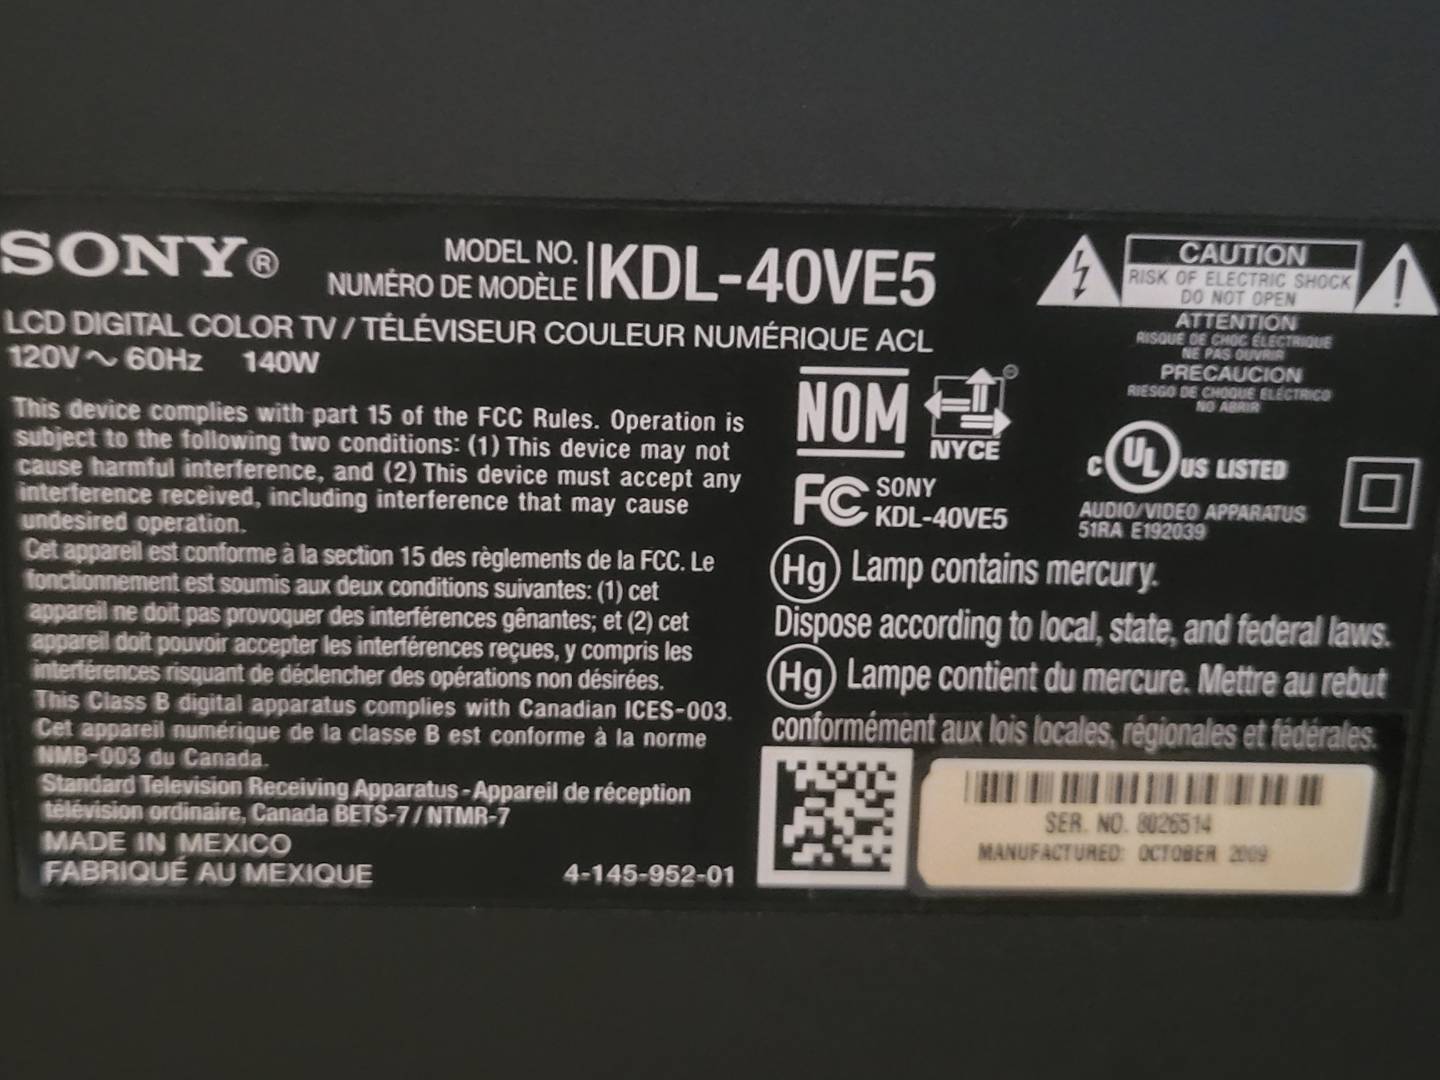 SONY®
MODEL NO.
NUMÉRO DE MODÈLE
KDL-40VE5
LCD DIGITAL COLOR TV / TÉLÉVISEUR COULEUR NUMÉRIQUE ACL
120V ~ 60Hz 140W
This device complies with part 15 of the FCC Rules. Operation is
subject to the following two conditions: (1) This device may not
cause harmful interference, and (2) This device must accept any
interference received, including interference that may cause
undesired operation.
Cet appareil est conforme à la section 15 des règlements de la FCC. Le
fonctionnement est soumis aux deux conditions suivantes: (1) cet
appareil ne doit pas provoquer des interférences gênantes; et (2) cet
appareil doit pouvoir accepter les interférences reçues, y compris les
interférences risquant de déclencher des opérations non désirées.
This Class B digital apparatus complies with Canadian ICES-003.
Cet appareil numérique de la classe B est conforme à la norme
NMB-003 du Canada.
Standard Television Receiving Apparatus - Appareil de réception
télévision ordinaire, Canada BETS-7 / NTMR-7
MADE IN MEXICO
FABRIQUÉ AU MEXIQUE
4-145-952-01
CAUTION
RISK OF ELECTRIC SHOCK
DO NOT OPEN
ATTENTION
RISQUE DE CHOC ÉLECTRIQUE
NE PAS OUVRIR
PRECAUCION
RIESGO DE CHOQUE ELÉCTRICO
NO ABRIR
NOM
NYCE
FC SONY
KDL-40VE5
C UL US LISTED
AUDIO/VIDEO APPARATUS
51RA E192039
Hg Lamp contains mercury.
Dispose according to local, state, and federal laws.
Hg Lampe contient du mercure. Mettre au rebut
conformément aux lois locales, régionales et fédérales.
SER. NO. 8026514
MANUFACTURED: OCTOBER 2009